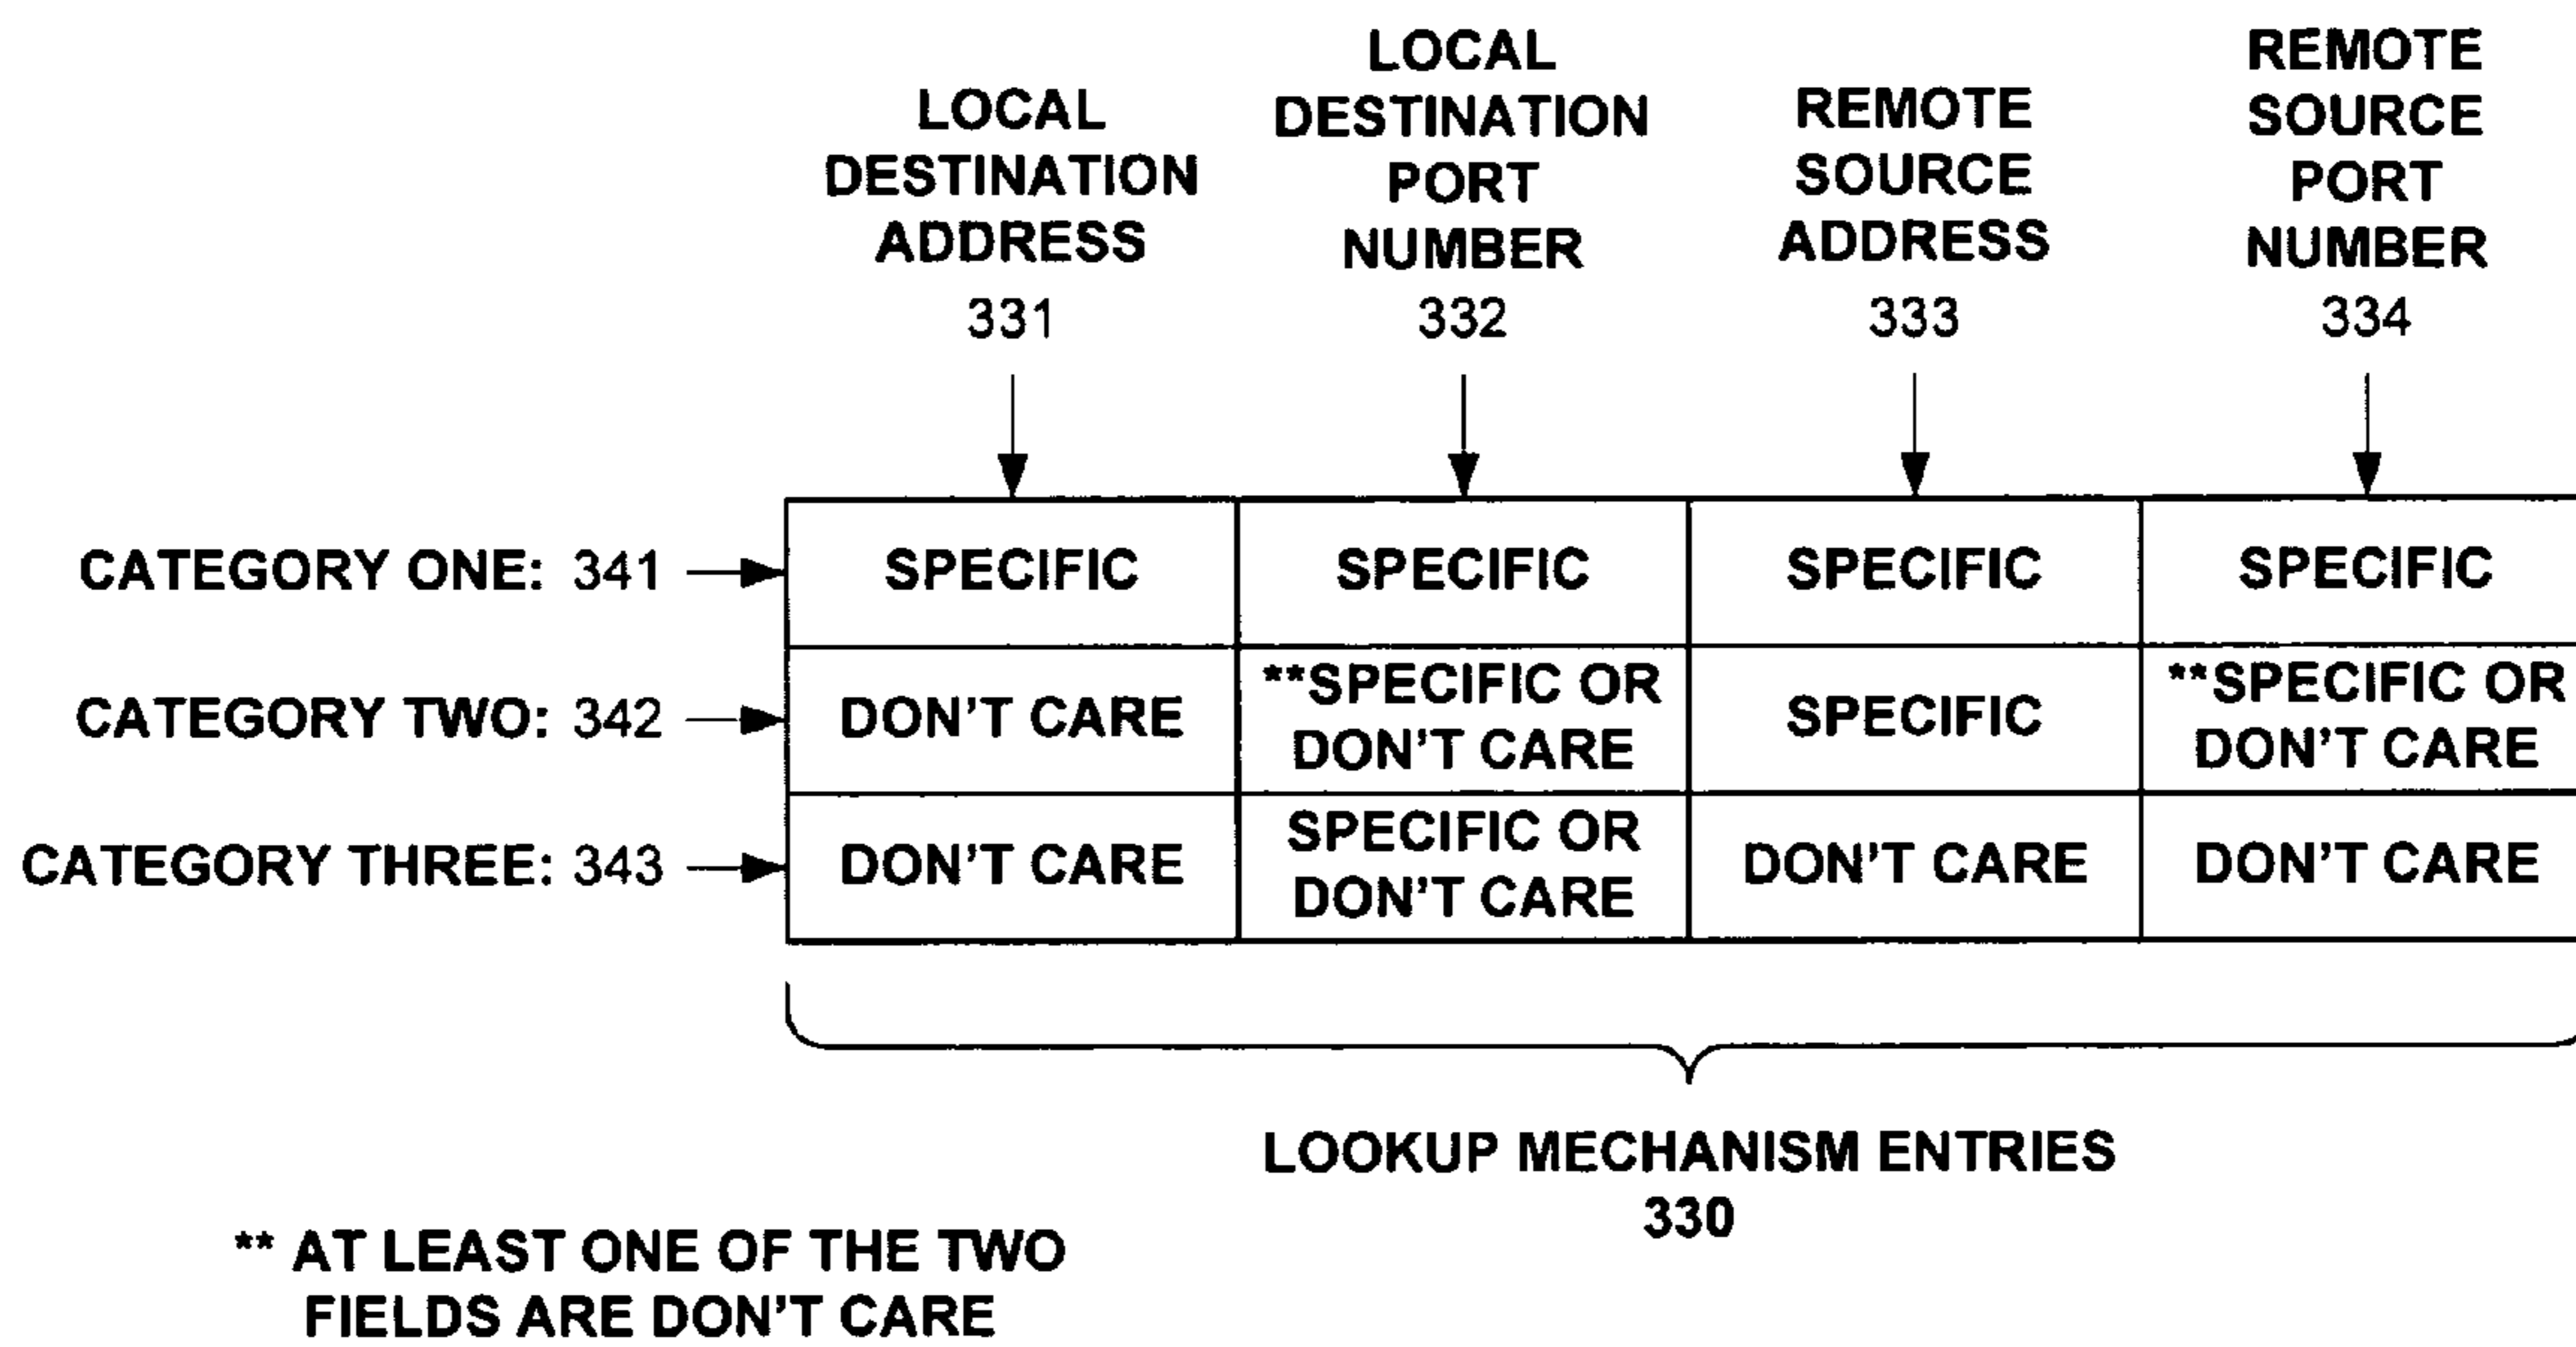 LOCAL
DESTINATION
ADDRESS
331
LOCAL
DESTINATION
PORT
NUMBER
332
REMOTE
SOURCE
ADDRESS
333
REMOTE
SOURCE
PORT
NUMBER
334
CATEGORY ONE: 341
SPECIFIC
SPECIFIC
SPECIFIC
SPECIFIC
CATEGORY TWO: 342
DON'T CARE
**SPECIFIC OR
DON'T CARE
SPECIFIC
**SPECIFIC OR
DON'T CARE
CATEGORY THREE: 343
DON'T CARE
SPECIFIC OR
DON'T CARE
DON'T CARE
DON'T CARE
LOOKUP MECHANISM ENTRIES
330
** AT LEAST ONE OF THE TWO
FIELDS ARE DON'T CARE